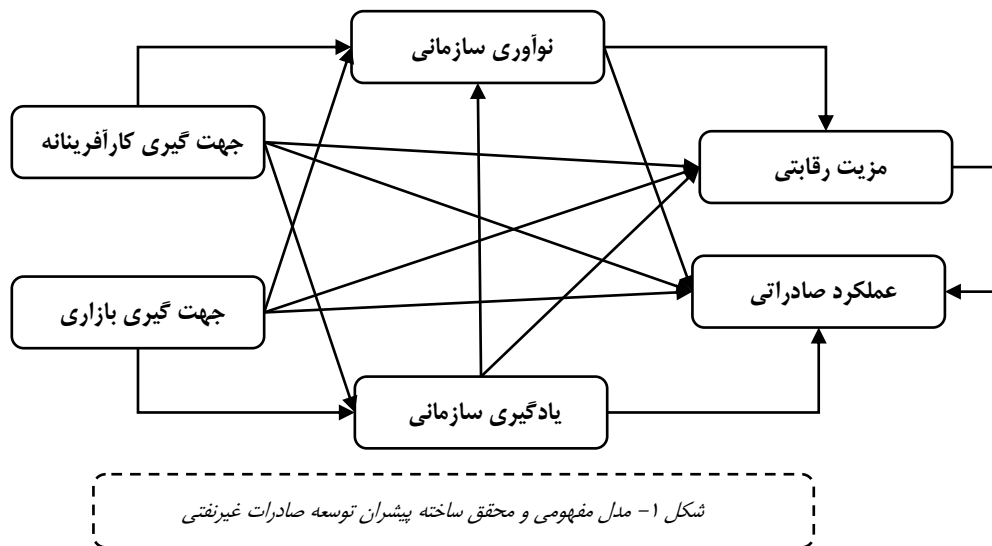 نوآوری سازمانی
جهت گیری کارآفرینانه
مزیت رقابتی
عملکرد صادراتی
جهت گیری بازاری
یادگیری سازمانی
شکل ۱- مدل مفهومی و محقق ساخته پیشران توسعه صادرات غیرنفتی